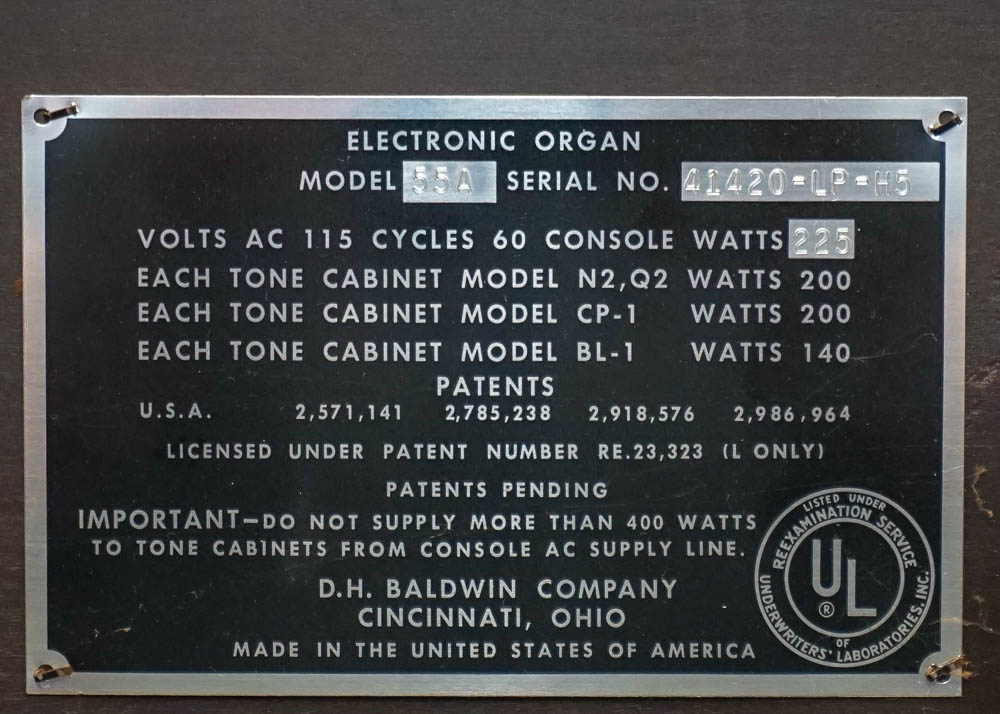 ELECTRONIC ORGAN
MODEL 55A SERIAL NO. 41420-LP-H5
VOLTS AC 115 CYCLES 60 CONSOLE WATTS 225
EACH TONE CABINET MODEL N2,Q2 WATTS 200
EACH TONE CABINET MODEL CP-1 WATTS 200
EACH TONE CABINET MODEL BL-1 WATTS 140
PATENTS
U.S.A. 2,571,141 2,785,238 2,918,576 2,986,964
LICENSED UNDER PATENT NUMBER RE.23,323 (L ONLY)
PATENTS PENDING
IMPORTANT—DO NOT SUPPLY MORE THAN 400 WATTS
TO TONE CABINETS FROM CONSOLE AC SUPPLY LINE.
D.H. BALDWIN COMPANY
CINCINNATI, OHIO
MADE IN THE UNITED STATES OF AMERICA
LISTED UNDER
REEXAMINATION SERVICE
UL
®
OF
UNDERWRITERS' LABORATORIES, INC.